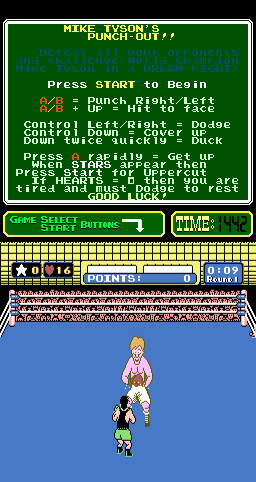 MIKE TYSON'S
PUNCH-OUT!!
Defeat all your opponents
and challenge World Champion
Mike Tyson in a DREAM FIGHT!
Press START to Begin
A/B = Punch Right/Left
A/B + UP = Hit to face
Control Left/Right = Dodge
Control Down = Cover up
Down twice quickly = Duck
Press A rapidly = Get up
When STARS appear then
Press Start for Uppercut
If HEARTS = 0 then you are
tired and must Dodge to rest
GOOD LUCK!
GAME SELECT
START BUTTONS
TIME: 1442
0 16
POINTS: 0
0:09
Round 1